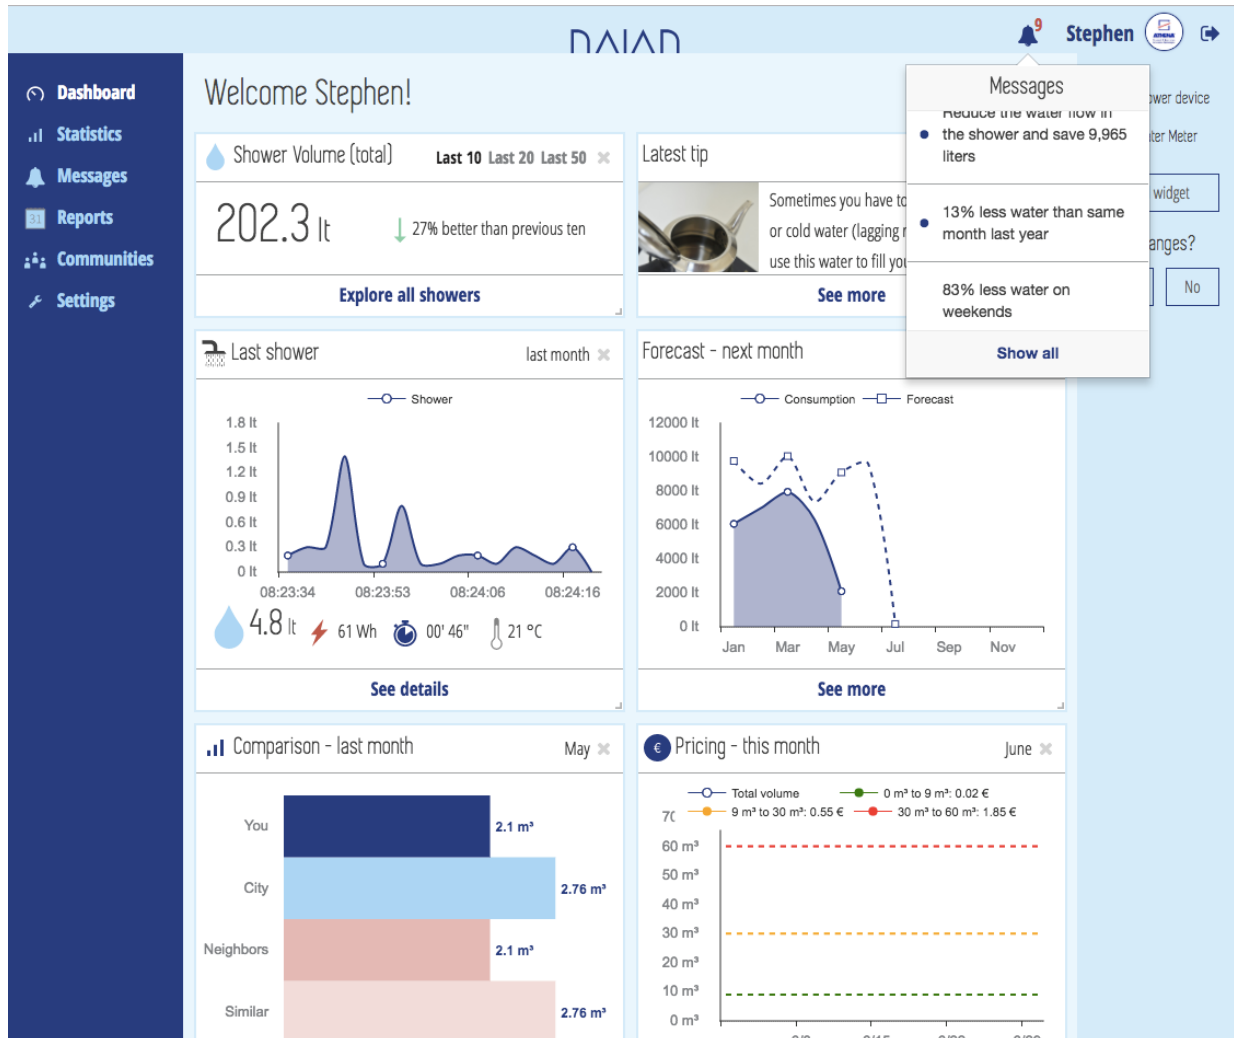 DAIAD
9
Stephen
ATHENA
Dashboard
Statistics
Messages
31
Reports
Communities
Settings
Welcome Stephen!
Shower Volume (total)
Last 10 Last 20 Last 50
202.3 lt
27% better than previous ten
Explore all showers
Latest tip
Sometimes you have to
or cold water (lagging
use this water to fill you
See more
Messages
Reduce the water flow in
the shower and save 9,965
liters
13% less water than same
month last year
83% less water on
weekends
Show all
ower device
ter Meter
widget
anges?
No
Last shower
last month
Shower
1.8 lt
1.5 lt
1.2 lt
0.9 lt
0.6 lt
0.3 lt
0 lt
08:23:34 08:23:53 08:24:06 08:24:16
4.8 lt 61 Wh 00' 46" 21 °C
See details
Forecast - next month
Consumption Forecast
12000 lt
10000 lt
8000 lt
6000 lt
4000 lt
2000 lt
0 lt
Jan Mar May Jul Sep Nov
See more
Comparison - last month
May
You 2.1 m³
City 2.76 m³
Neighbors 2.1 m³
Similar 2.76 m³
€ Pricing - this month
June
Total volume 0 m³ to 9 m³: 0.02 €
9 m³ to 30 m³: 0.55 € 30 m³ to 60 m³: 1.85 €
60 m³
50 m³
40 m³
30 m³
20 m³
10 m³
0 m³